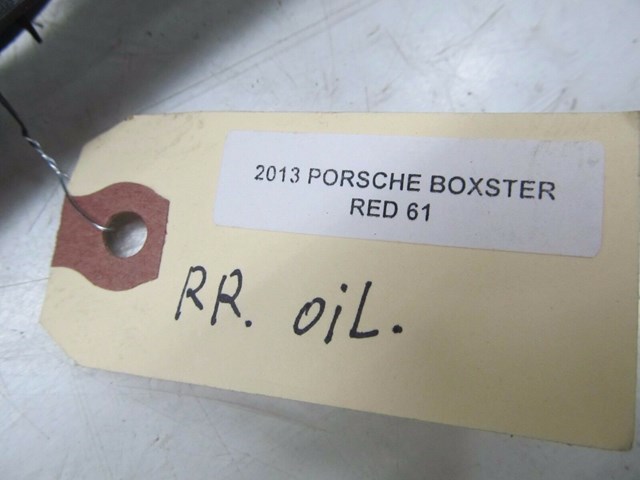 2013 PORSCHE BOXSTER
RED 61
RR. oiL.